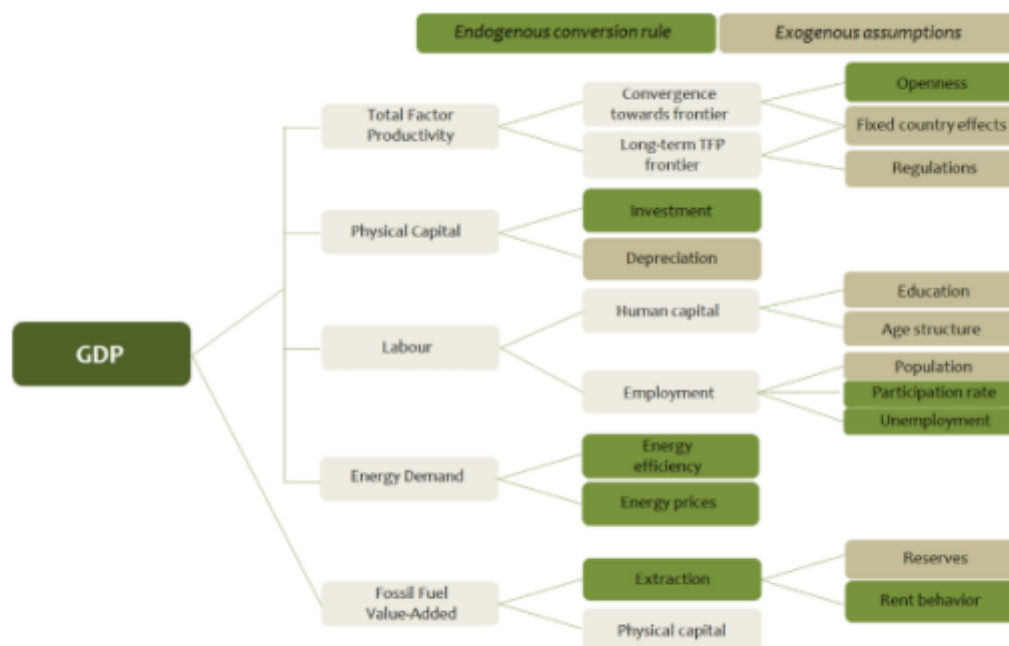 Endogenous conversion rule
Exogenous assumptions
Total Factor
Productivity
Convergence
towards frontier
Long-term TFP
frontier
Openness
Fixed country effects
Regulations
Physical Capital
Investment
Depreciation
GDP
Labour
Human capital
Education
Age structure
Employment
Population
Participation rate
Unemployment
Energy Demand
Energy
efficiency
Energy prices
Fossil Fuel
Value-Added
Extraction
Reserves
Rent behavior
Physical capital